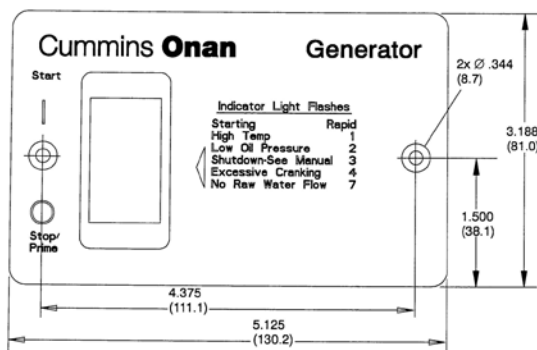 Cummins Onan Generator
Start
2x Ø .344
(8.7)
Indicator Light Flashes
Starting Rapid
High Temp 1
Low Oil Pressure 2
Shutdown-See Manual 3
Excessive Cranking 4
No Raw Water Flow 7
3.188
(81.0)
1.500
(38.1)
Stop/
Prime
4.375
(111.1)
5.125
(130.2)